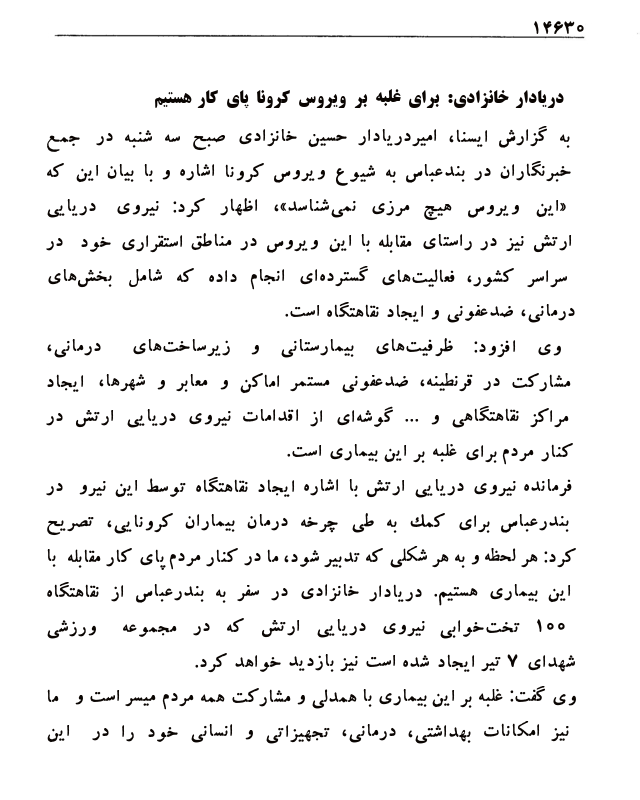 ۱۴۶۳۰
دریادار خانزادی: برای غلبه بر ویروس کرونا پای کار هستیم
به گزارش ایسنا، امیردریادار حسین خانزادی صبح سه شنبه در جمع
خبرنگاران در بندعباس به شیوع ویروس کرونا اشاره و با بیان این که
«این ویروس هیچ مرزی نمی‌شناسد»، اظهار کرد: نیروی دریایی
ارتش نیز در راستای مقابله با این ویروس در مناطق استقراری خود در
سراسر کشور، فعالیت‌های گسترده‌ای انجام داده که شامل بخش‌های
درمانی، ضدعفونی و ایجاد نقاهتگاه است.
وی افزود: ظرفیت‌های بیمارستانی و زیرساخت‌های درمانی،
مشارکت در قرنطینه، ضدعفونی مستمر اماکن و معابر و شهرها، ایجاد
مراکز نقاهتگاهی و ... گوشه‌ای از اقدامات نیروی دریایی ارتش در
کنار مردم برای غلبه بر این بیماری است.
فرمانده نیروی دریایی ارتش با اشاره ایجاد نقاهتگاه توسط این نیرو در
بندرعباس برای کمك به طی چرخه درمان بیماران کرونایی، تصریح
کرد: هر لحظه و به هر شکلی که تدبیر شود، ما در کنار مردم پای کار مقابله با
این بیماری هستیم. دریادار خانزادی در سفر به بندرعباس از نقاهتگاه
۱۰۰ تخت‌خوابی نیروی دریایی ارتش که در مجموعه ورزشی
شهدای ۷ تیر ایجاد شده است نیز بازدید خواهد کرد.
وی گفت: غلبه بر این بیماری با همدلی و مشارکت همه مردم میسر است و ما
نیز امکانات بهداشتی، درمانی، تجهیزاتی و انسانی خود را در این